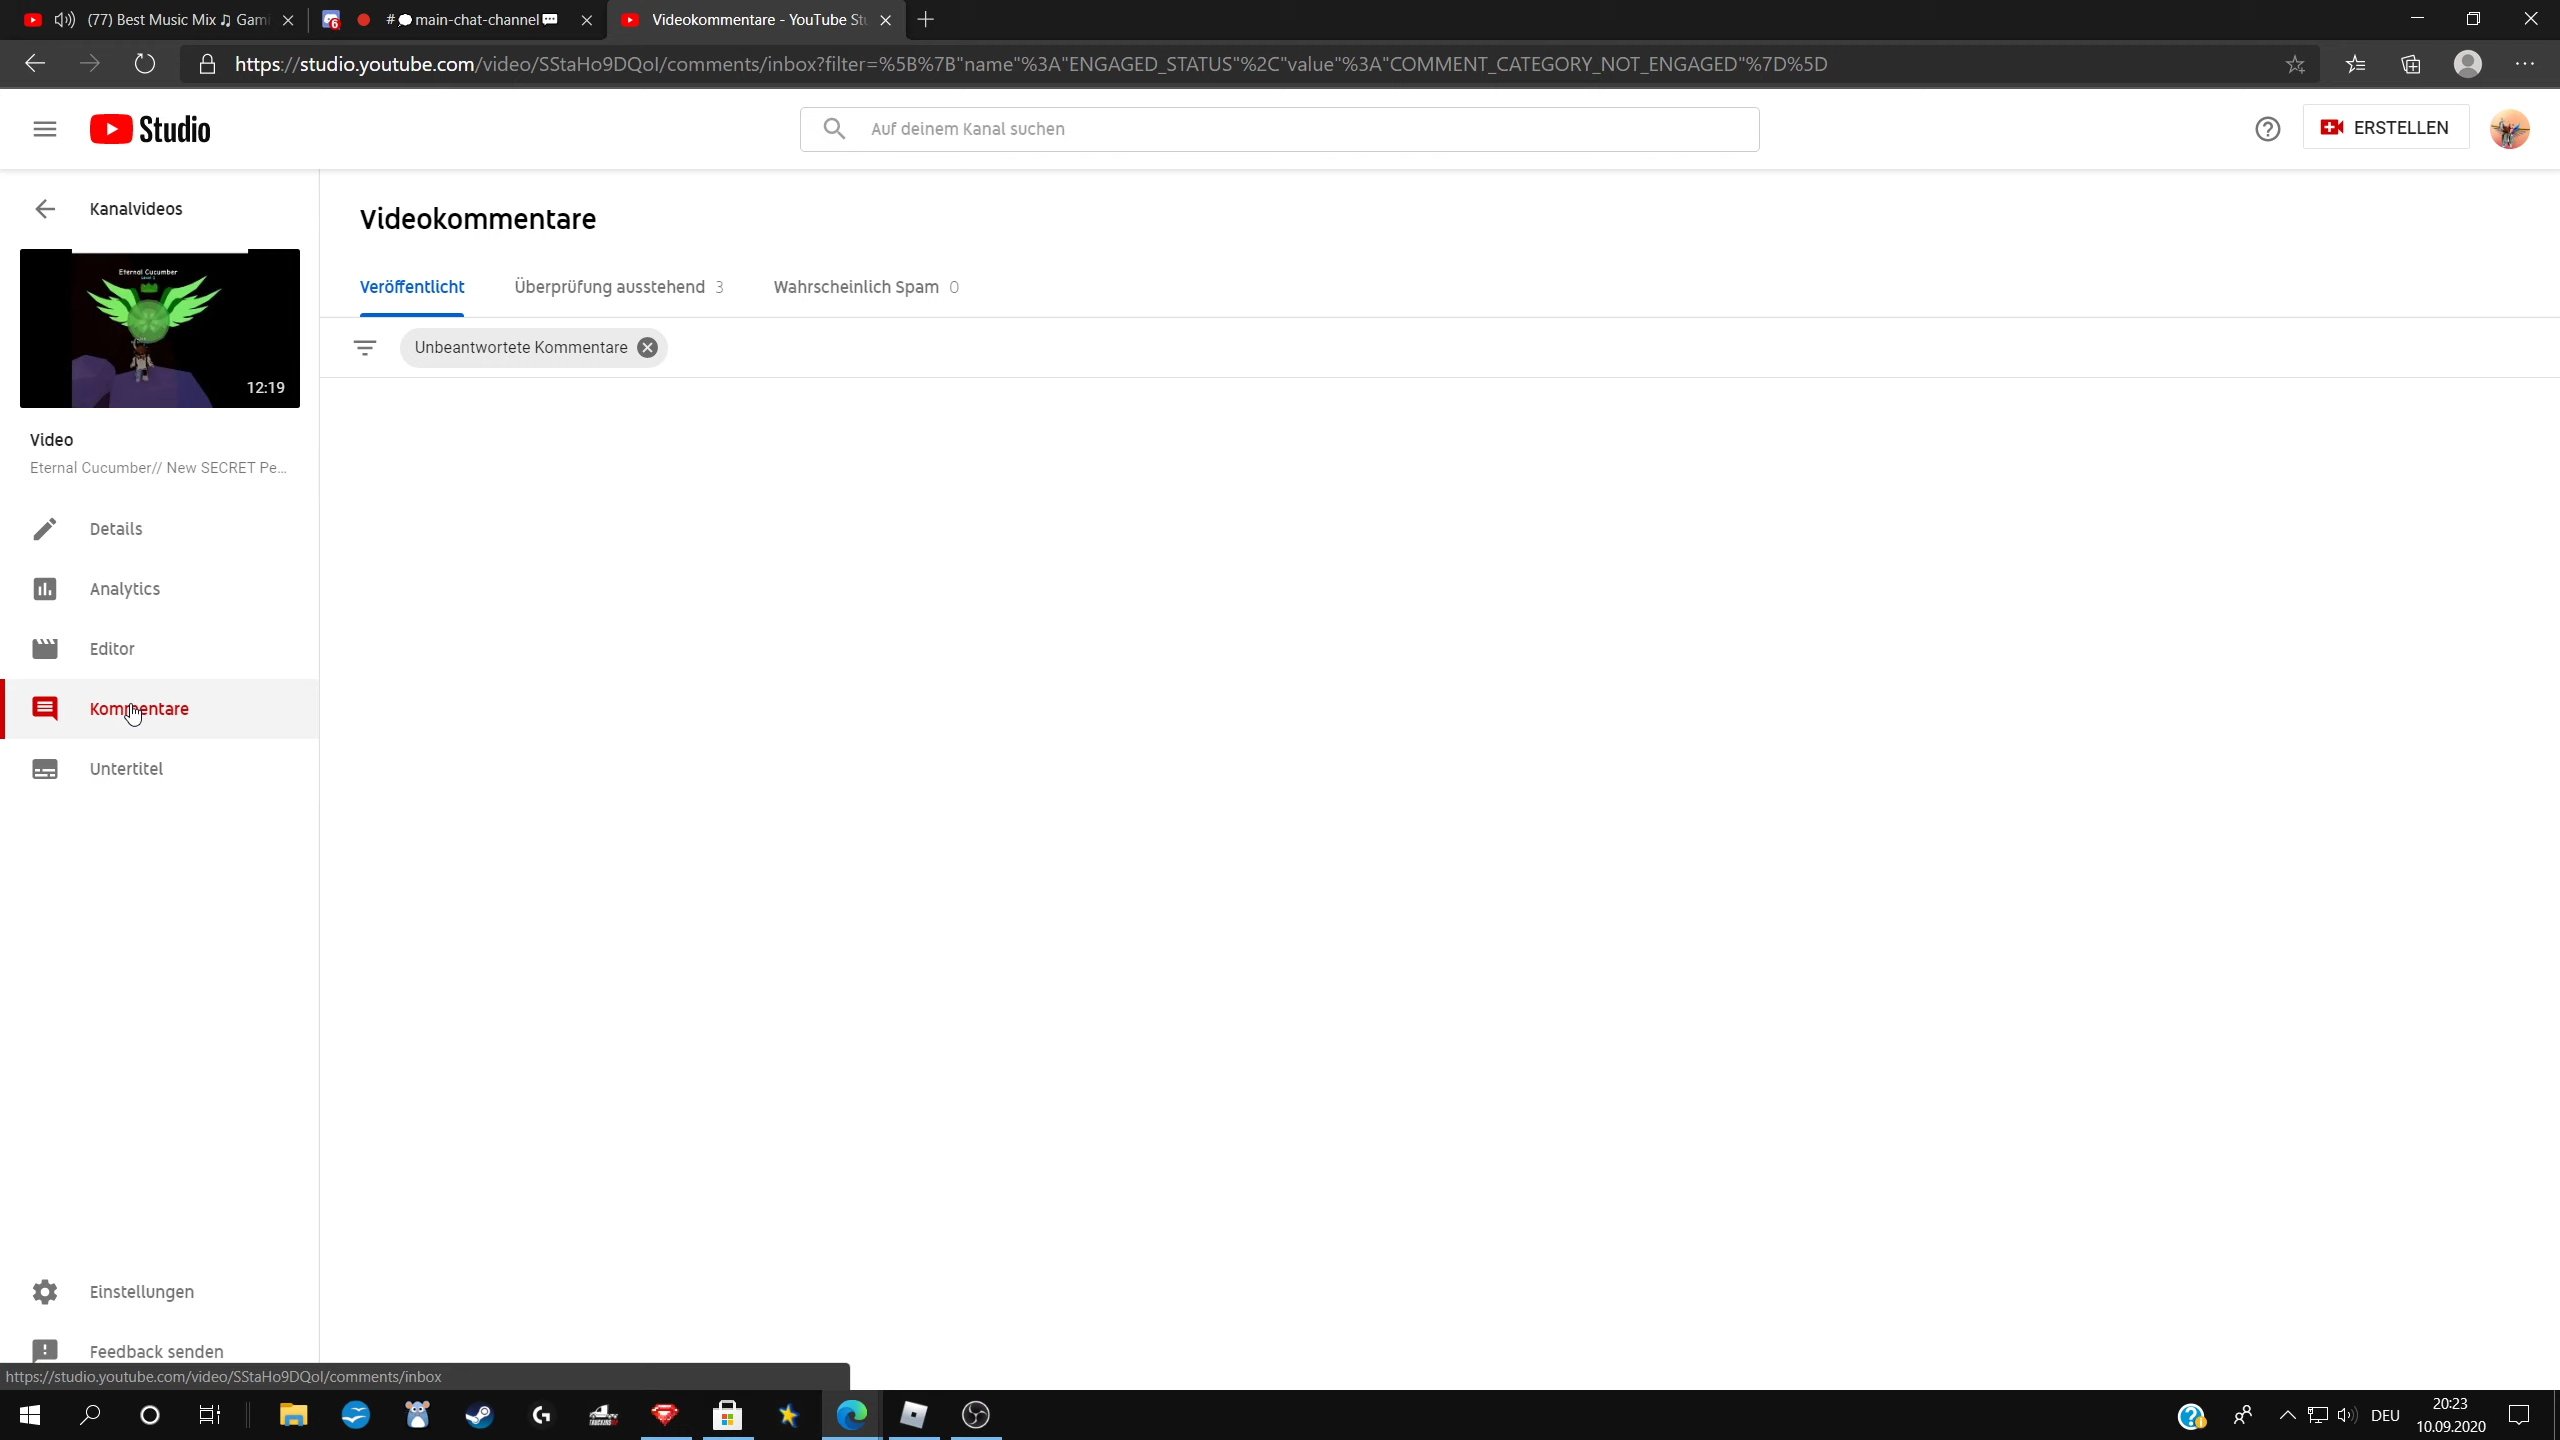 (77) Best Music Mix ♫ Gami
6
# 💭main-chat-channel💬
Videokommentare - YouTube Stu
https://studio.youtube.com/video/SStaHo9DQoI/comments/inbox?filter=%5B%7B"name"%3A"ENGAGED_STATUS"%2C"value"%3A"COMMENT_CATEGORY_NOT_ENGAGED"%7D%5D
Studio
Auf deinem Kanal suchen
ERSTELLEN
Kanalvideos
Eternal Cucumber
12:19
Video
Eternal Cucumber// New SECRET Pe...
Details
Analytics
Editor
Kommentare
Untertitel
Einstellungen
Feedback senden
Videokommentare
Veröffentlicht
Überprüfung ausstehend 3
Wahrscheinlich Spam 0
Unbeantwortete Kommentare
https://studio.youtube.com/video/SStaHo9DQoI/comments/inbox
DEU
20:23
10.09.2020